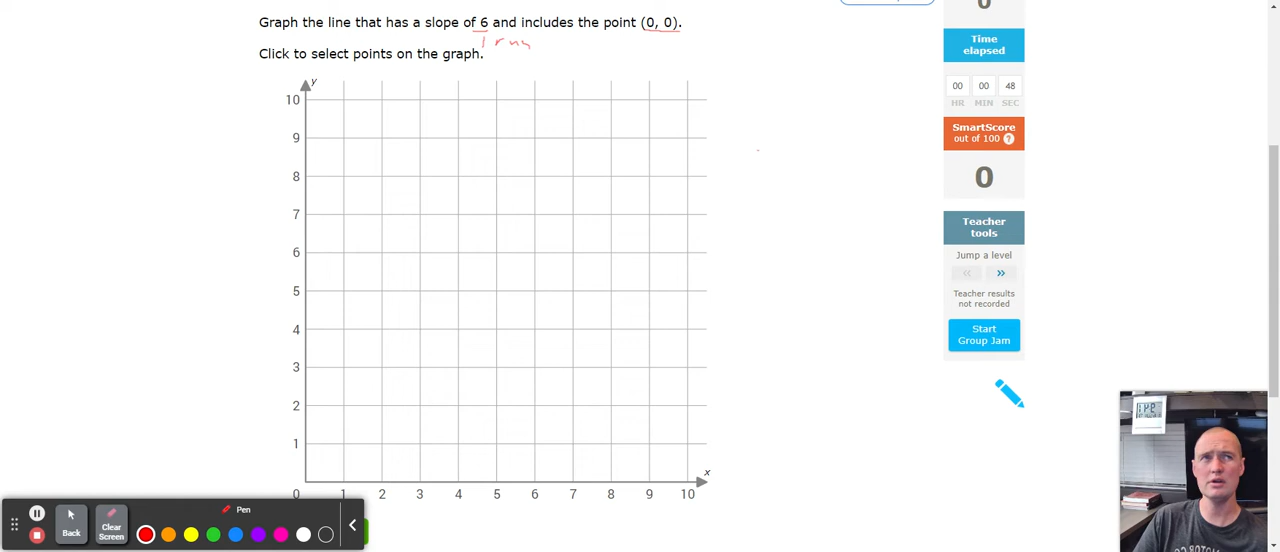 Graph the line that has a slope of 6 and includes the point (0, 0).
1 run
Click to select points on the graph.
y
10
9
8
7
6
5
4
3
2
1
x
0 1 2 3 4 5 6 7 8 9 10
0
Time
elapsed
00 00 48
HR MIN SEC
SmartScore
out of 100 ?
0
Teacher
tools
Jump a level
Teacher results
not recorded
Start
Group Jam
Pen
Back
Clear
Screen